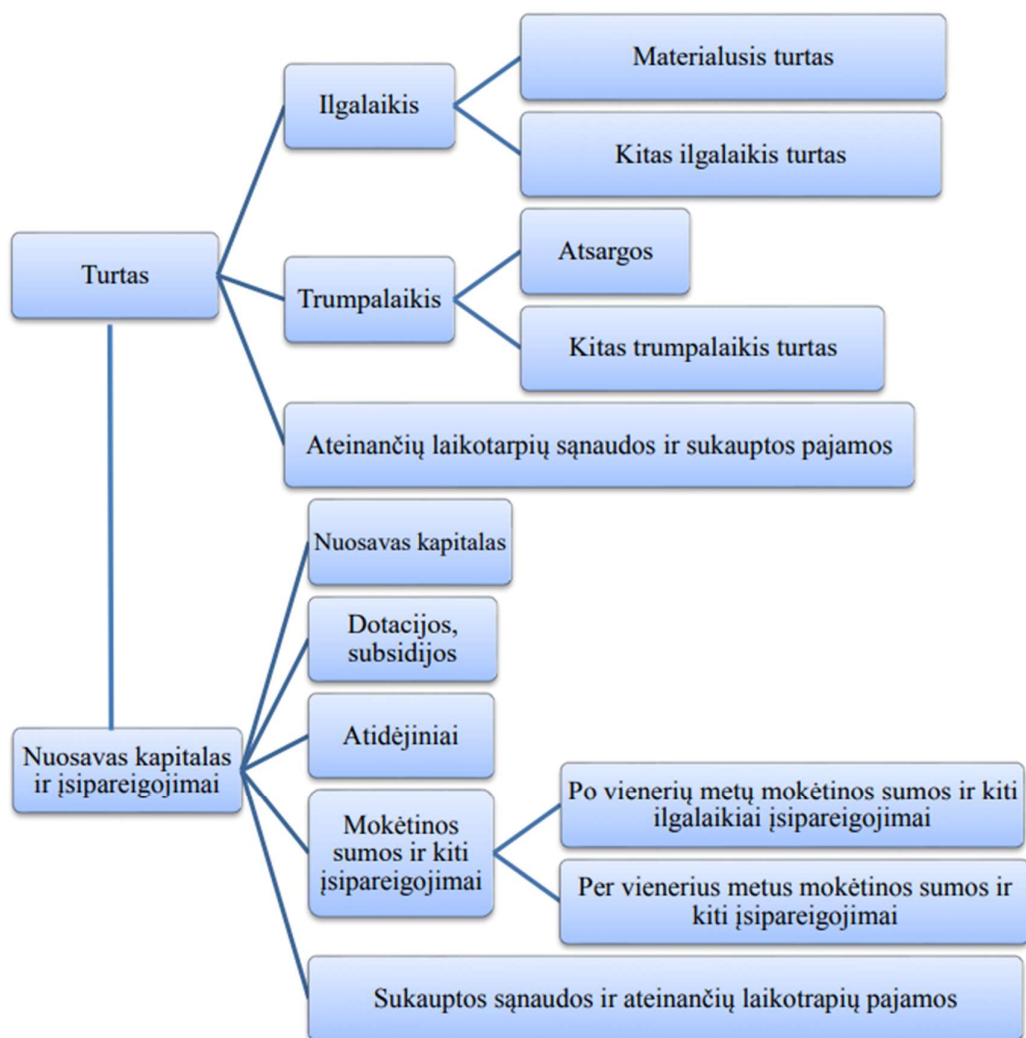 Materialusis turtas
Ilgalaikis
Kitas ilgalaikis turtas
Turtas
Atsargos
Trumpalaikis
Kitas trumpalaikis turtas
Ateinančių laikotarpių sąnaudos ir sukauptos pajamos
Nuosavas kapitalas
ir įsipareigojimai
Nuosavas kapitalas
Dotacijos,
subsidijos
Atidėjiniai
Mokėtinos
sumos ir kiti
įsipareigojimai
Po vienerių metų mokėtinos sumos ir kiti
ilgalaikiai įsipareigojimai
Per vienerius metus mokėtinos sumos ir
kiti įsipareigojimai
Sukauptos sąnaudos ir ateinančių laikotrapių pajamos